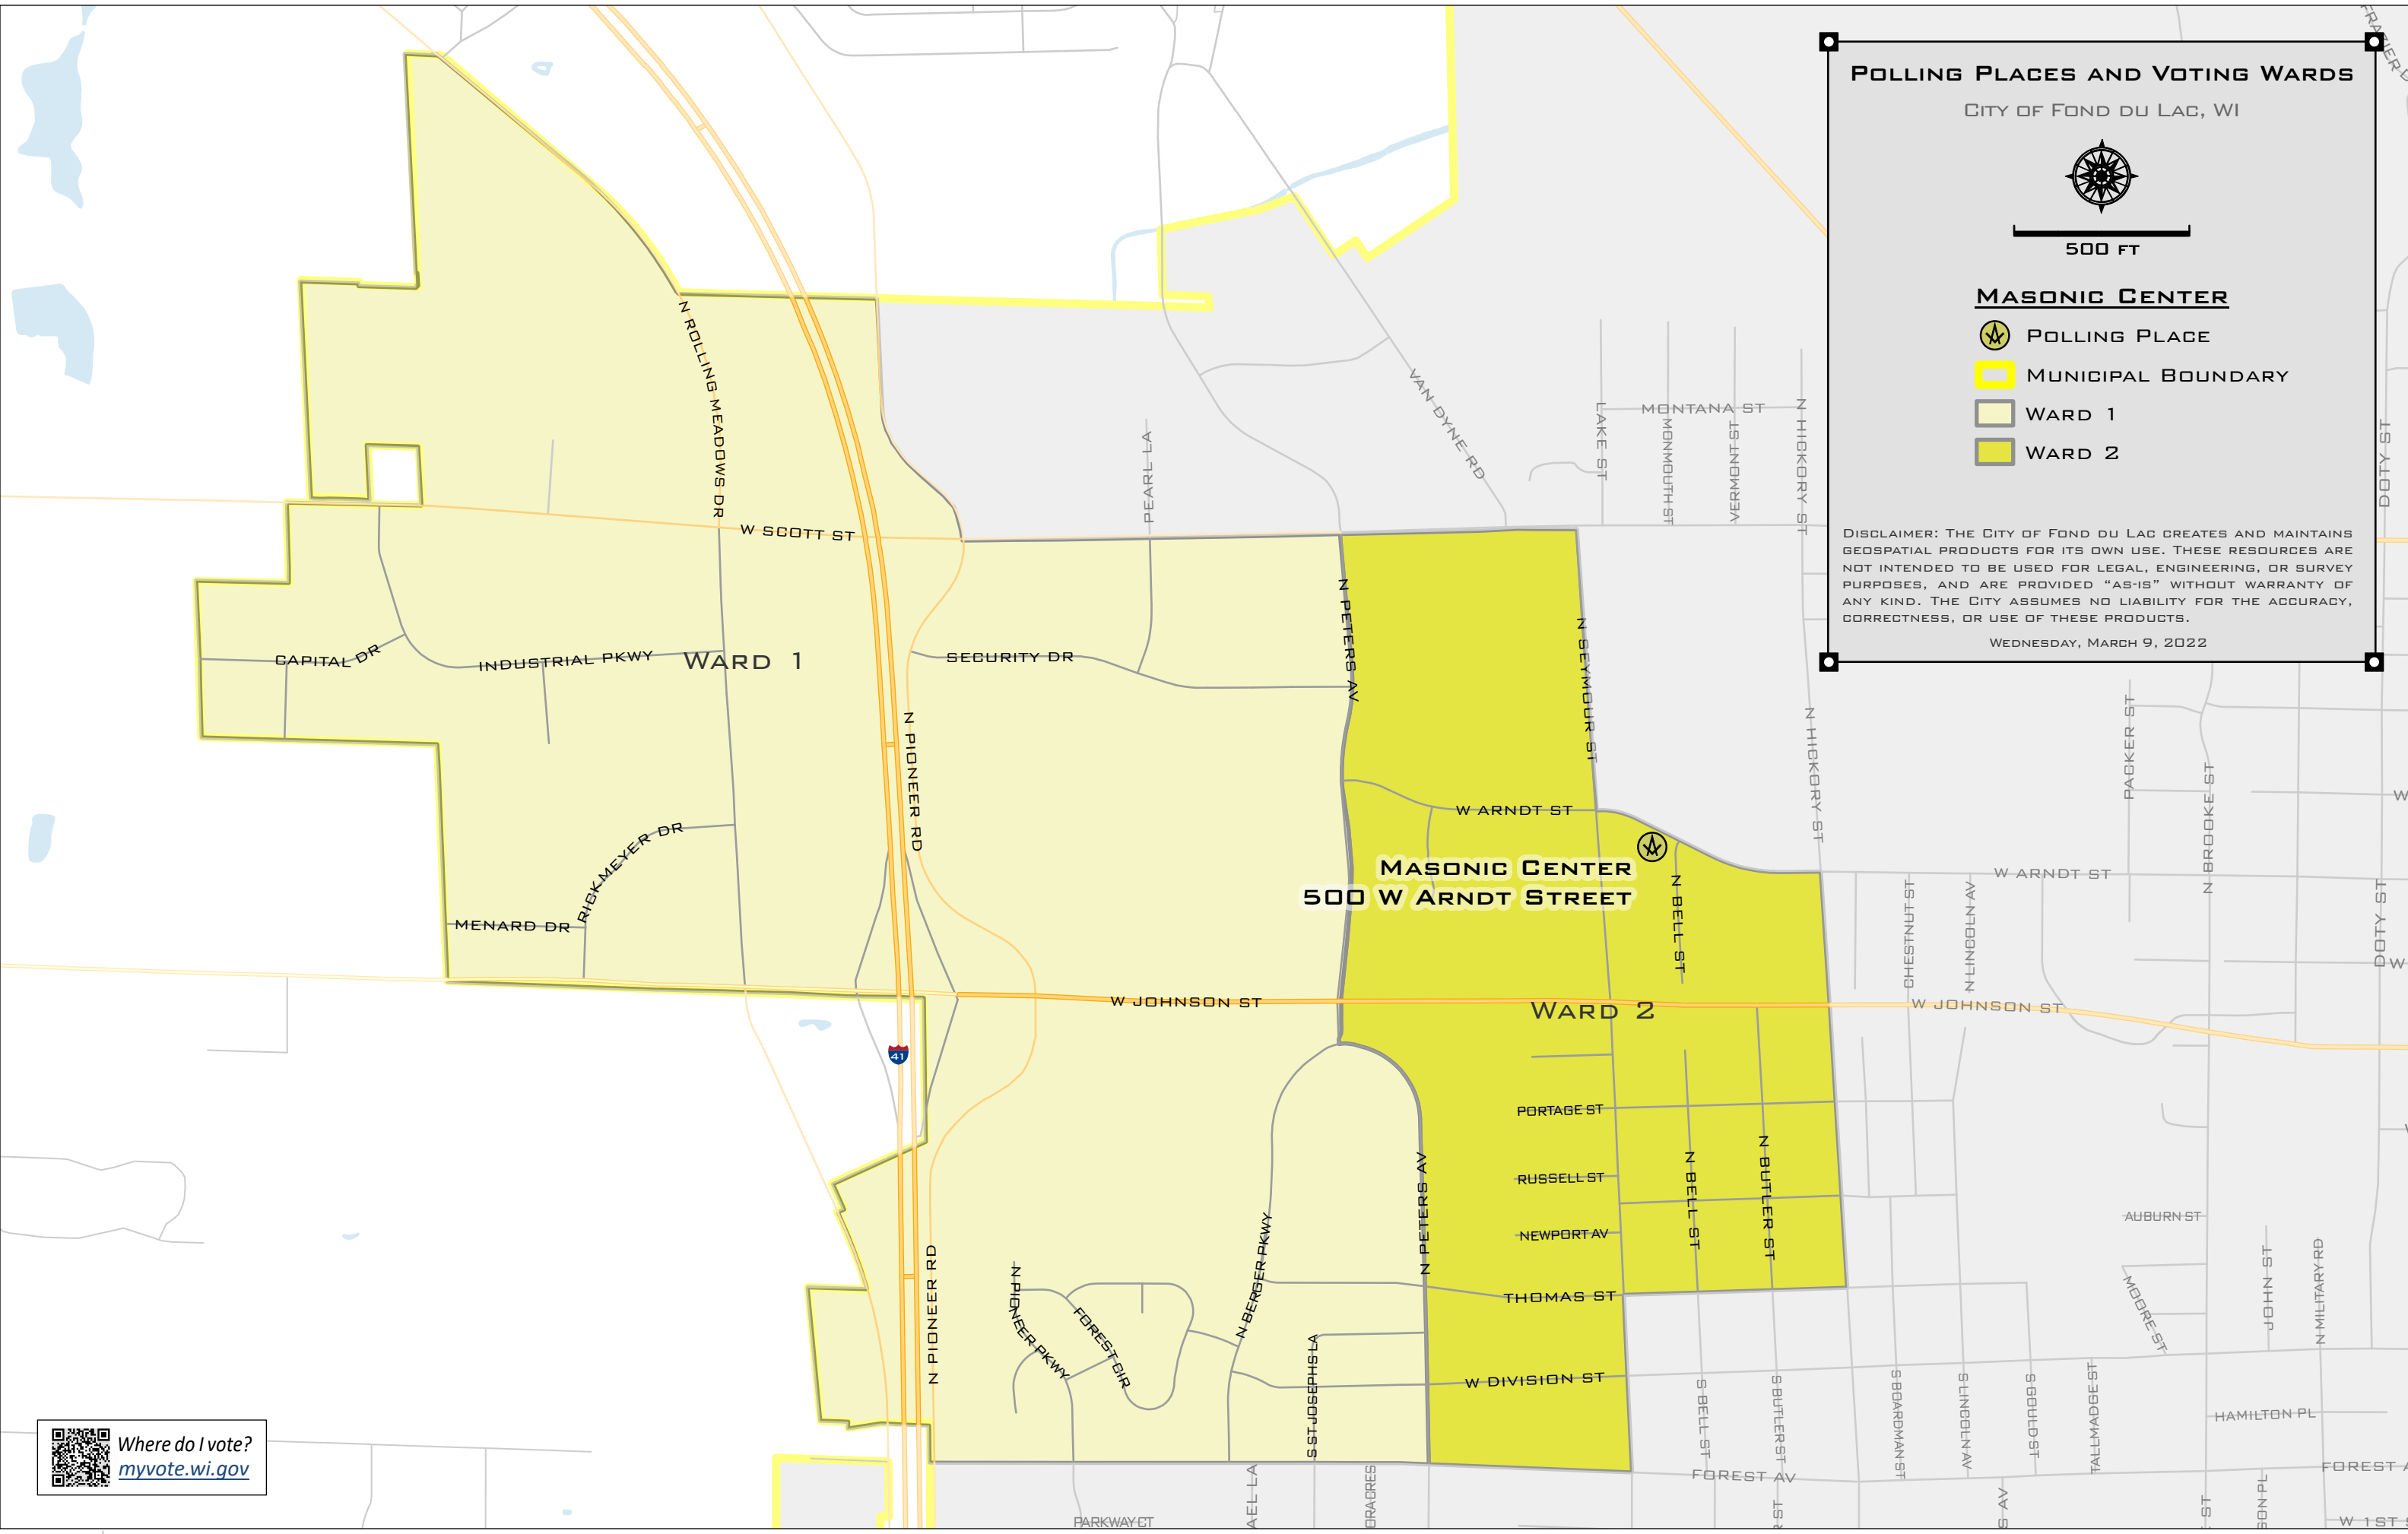 Polling Places and Voting Wards
City of Fond du Lac, WI
500 ft
Masonic Center
Polling Place
Municipal Boundary
Ward 1
Ward 2
Disclaimer: The City of Fond du Lac creates and maintains
geospatial products for its own use. These resources are
not intended to be used for legal, engineering, or survey
purposes, and are provided “as-is” without warranty of
any kind. The City assumes no liability for the accuracy,
correctness, or use of these products.
Wednesday, March 9, 2022
N ROLLING MEADOWS DR
VAN DYNE RD
PEARL LA
LAKE ST
MONTANA ST
MONMOUTH ST
VERMONT ST
N HICKORY ST
DOTY ST
W SCOTT ST
N PETERS AV
N SEYMOUR ST
CAPITAL DR
INDUSTRIAL PKWY
Ward 1
SECURITY DR
N PIONEER RD
N HICKORY ST
PACKER ST
N BROOKE ST
RICKMEYER DR
MENARD DR
W ARNDT ST
Masonic Center
500 W Arndt Street
N BELL ST
W ARNDT ST
CHESTNUT ST
N LINCOLN AV
DOTY ST
W JOHNSON ST
Ward 2
W JOHNSON ST
41
PORTAGE ST
RUSSELL ST
NEWPORT AV
N BELL ST
N BUTLER ST
N PETERS AV
THOMAS ST
W DIVISION ST
N PIONEER RD
N PIONEER PKWY
FOREST CIR
N BERGER PKWY
S ST JOSEPHS LA
AUBURN ST
MOORE ST
JOHN ST
N MILITARY RD
S BELL ST
S BUTLER ST
S BOARDMAN ST
S LINCOLN AV
S GOULD ST
TALLMADGE ST
HAMILTON PL
FOREST AV
FOREST A
PARKWAY CT
AEL LA
ORA CRES
S AV
SON PL
W 1ST
Where do I vote?
myvote.wi.gov